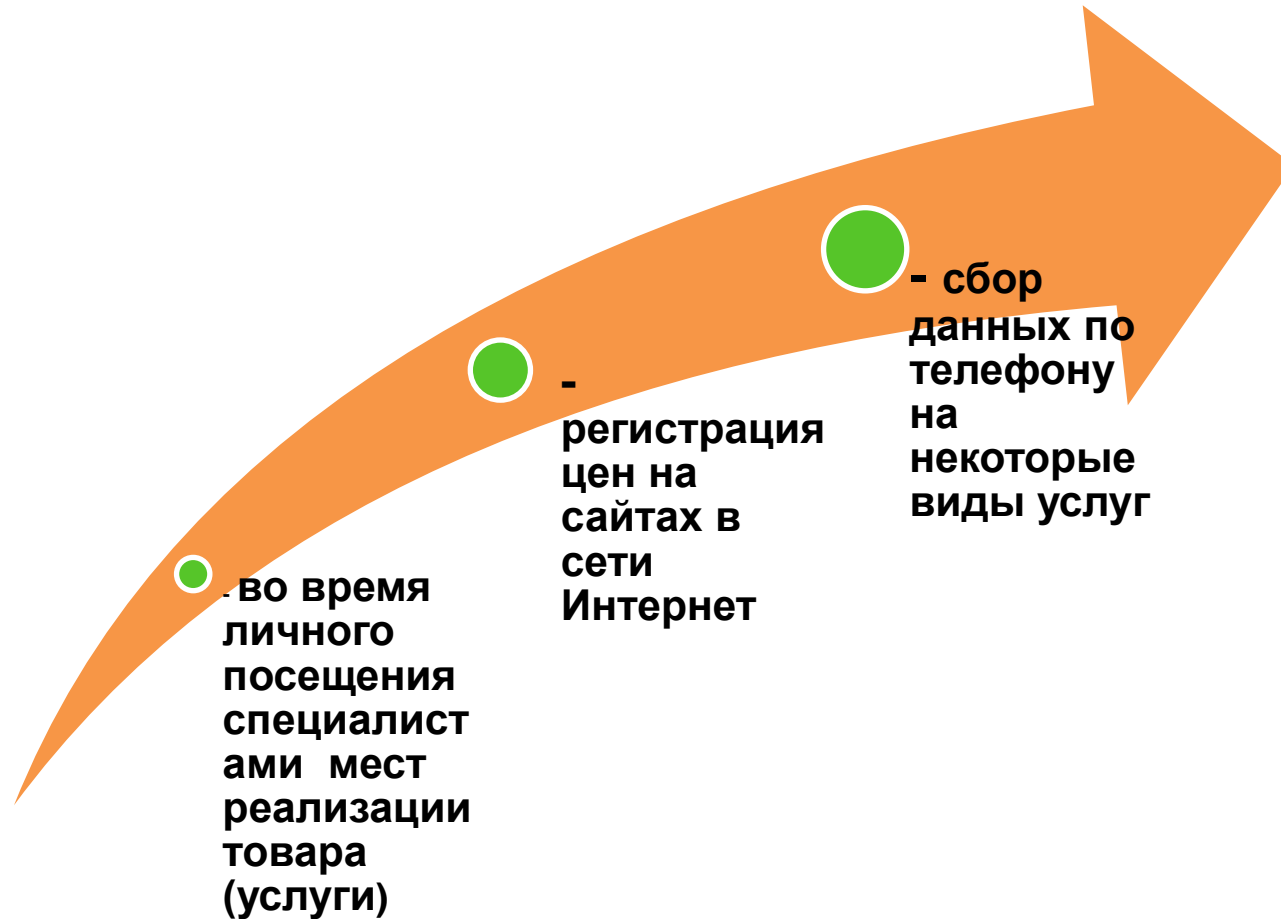 - во время
личного
посещения
специалист
ами мест
реализации
товара
(услуги)
-
регистрация
цен на
сайтах в
сети
Интернет
- сбор
данных по
телефону
на
некоторые
виды услуг